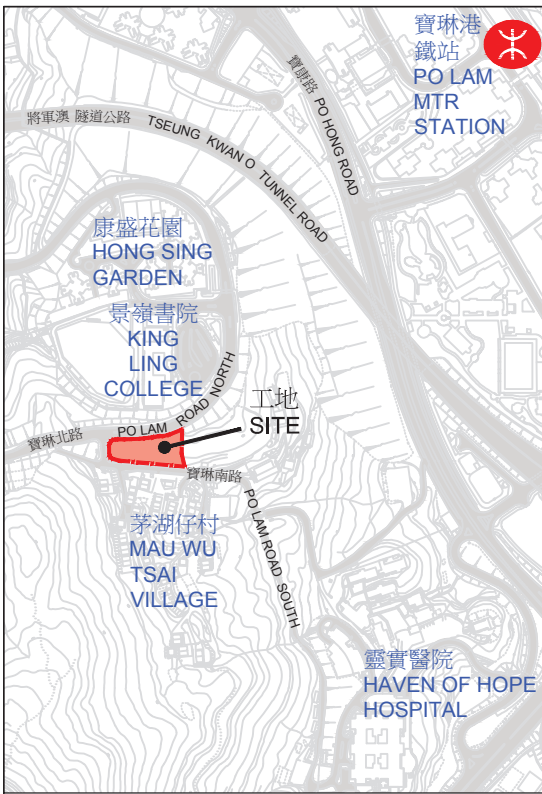 寶琳港
鐵站
PO LAM
MTR
STATION
寶康路 PO HONG ROAD
將軍澳 隧道公路 TSEUNG KWAN O TUNNEL ROAD
康盛花園
HONG SING
GARDEN
景嶺書院
KING
LING
COLLEGE
工地
SITE
寶琳北路 PO LAM ROAD NORTH
寶琳南路 PO LAM ROAD SOUTH
茅湖仔村
MAU WU
TSAI
VILLAGE
靈實醫院
HAVEN OF HOPE
HOSPITAL